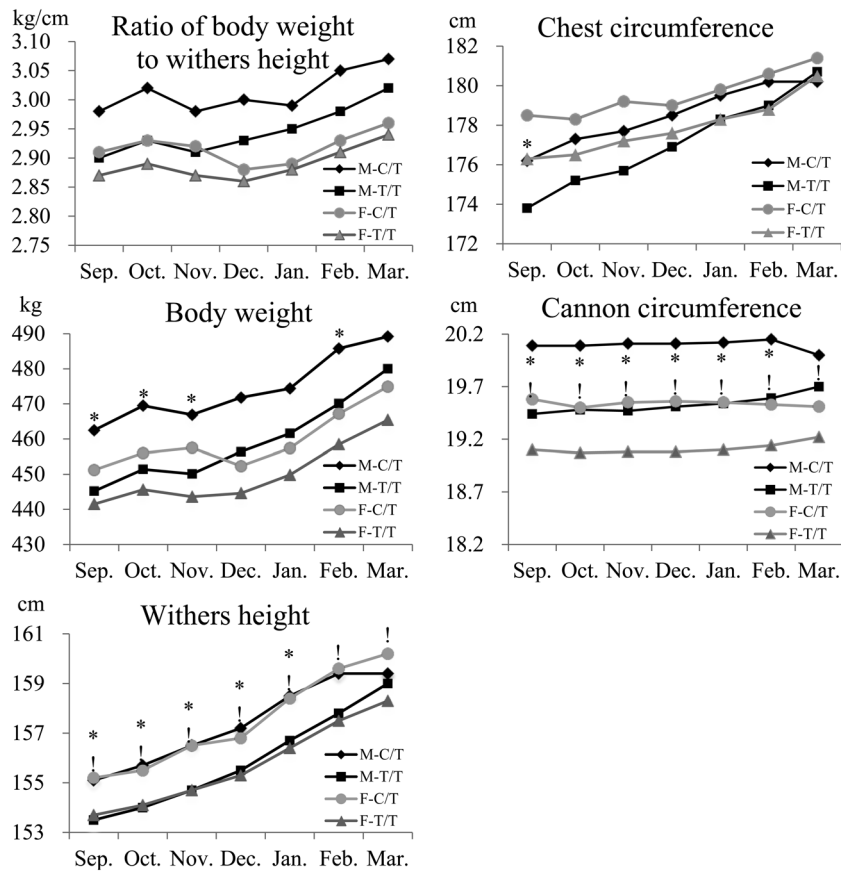 kg/cm
Ratio of body weight
to withers height
3.10
3.05
3.00
2.95
2.90
2.85
2.80
2.75
M-C/T
M-T/T
F-C/T
F-T/T
Sep. Oct. Nov. Dec. Jan. Feb. Mar.
cm
Chest circumference
182
180
178
176
174
172
*
M-C/T
M-T/T
F-C/T
F-T/T
Sep. Oct. Nov. Dec. Jan. Feb. Mar.
kg
Body weight
490
480
470
460
450
440
430
* * * *
M-C/T
M-T/T
F-C/T
F-T/T
Sep. Oct. Nov. Dec. Jan. Feb. Mar.
cm
Cannon circumference
20.2
19.7
19.2
18.7
18.2
* * * * * *
! ! ! ! ! ! !
M-C/T
M-T/T
F-C/T
F-T/T
Sep. Oct. Nov. Dec. Jan. Feb. Mar.
cm
Withers height
161
159
157
155
153
* * * * *
! ! ! ! ! ! !
M-C/T
M-T/T
F-C/T
F-T/T
Sep. Oct. Nov. Dec. Jan. Feb. Mar.